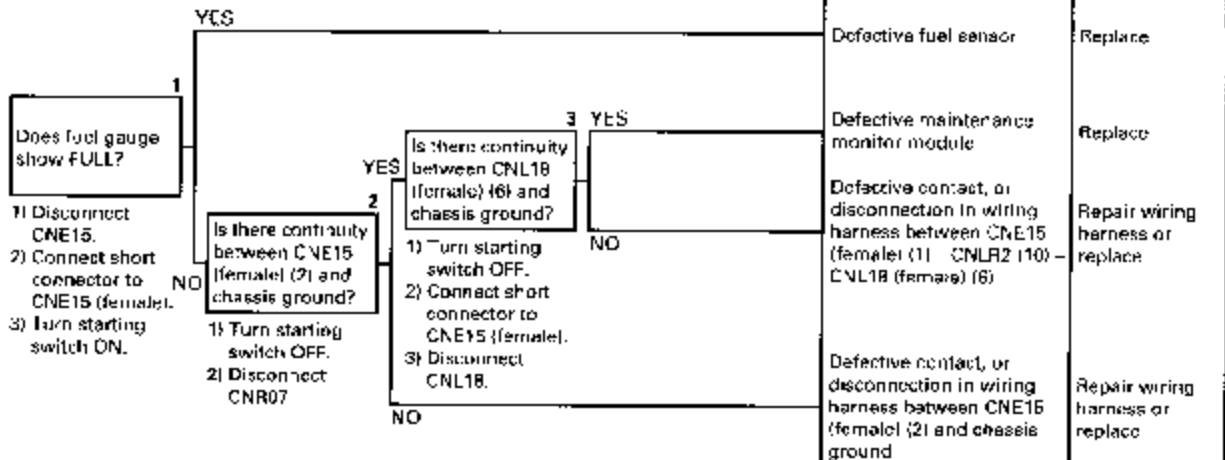 YES
1
Does fuel gauge
show FULL?
1) Disconnect
CNE15.
2) Connect short
connector to
CNE15 (female).
3) Turn starting
switch ON.
NO
2
Is there continuity
between CNE15
(female) (2) and
chassis ground?
1) Turn starting
switch OFF.
2) Disconnect
CNR07
YES
3
Is there continuity
between CNL18
(female) (6) and
chassis ground?
1) Turn starting
switch OFF.
2) Connect short
connector to
CNE15 (female).
3) Disconnect
CNL18.
NO
YES
NO
Defective fuel sensor
Replace
Defective maintenance
monitor module
Replace
Defective contact, or
disconnection in wiring
harness between CNE15
(female) (1) – CNLR2 (10) –
CNL18 (female) (6)
Repair wiring
harness or
replace
Defective contact, or
disconnection in wiring
harness between CNE15
(female) (2) and chassis
ground
Repair wiring
harness or
replace